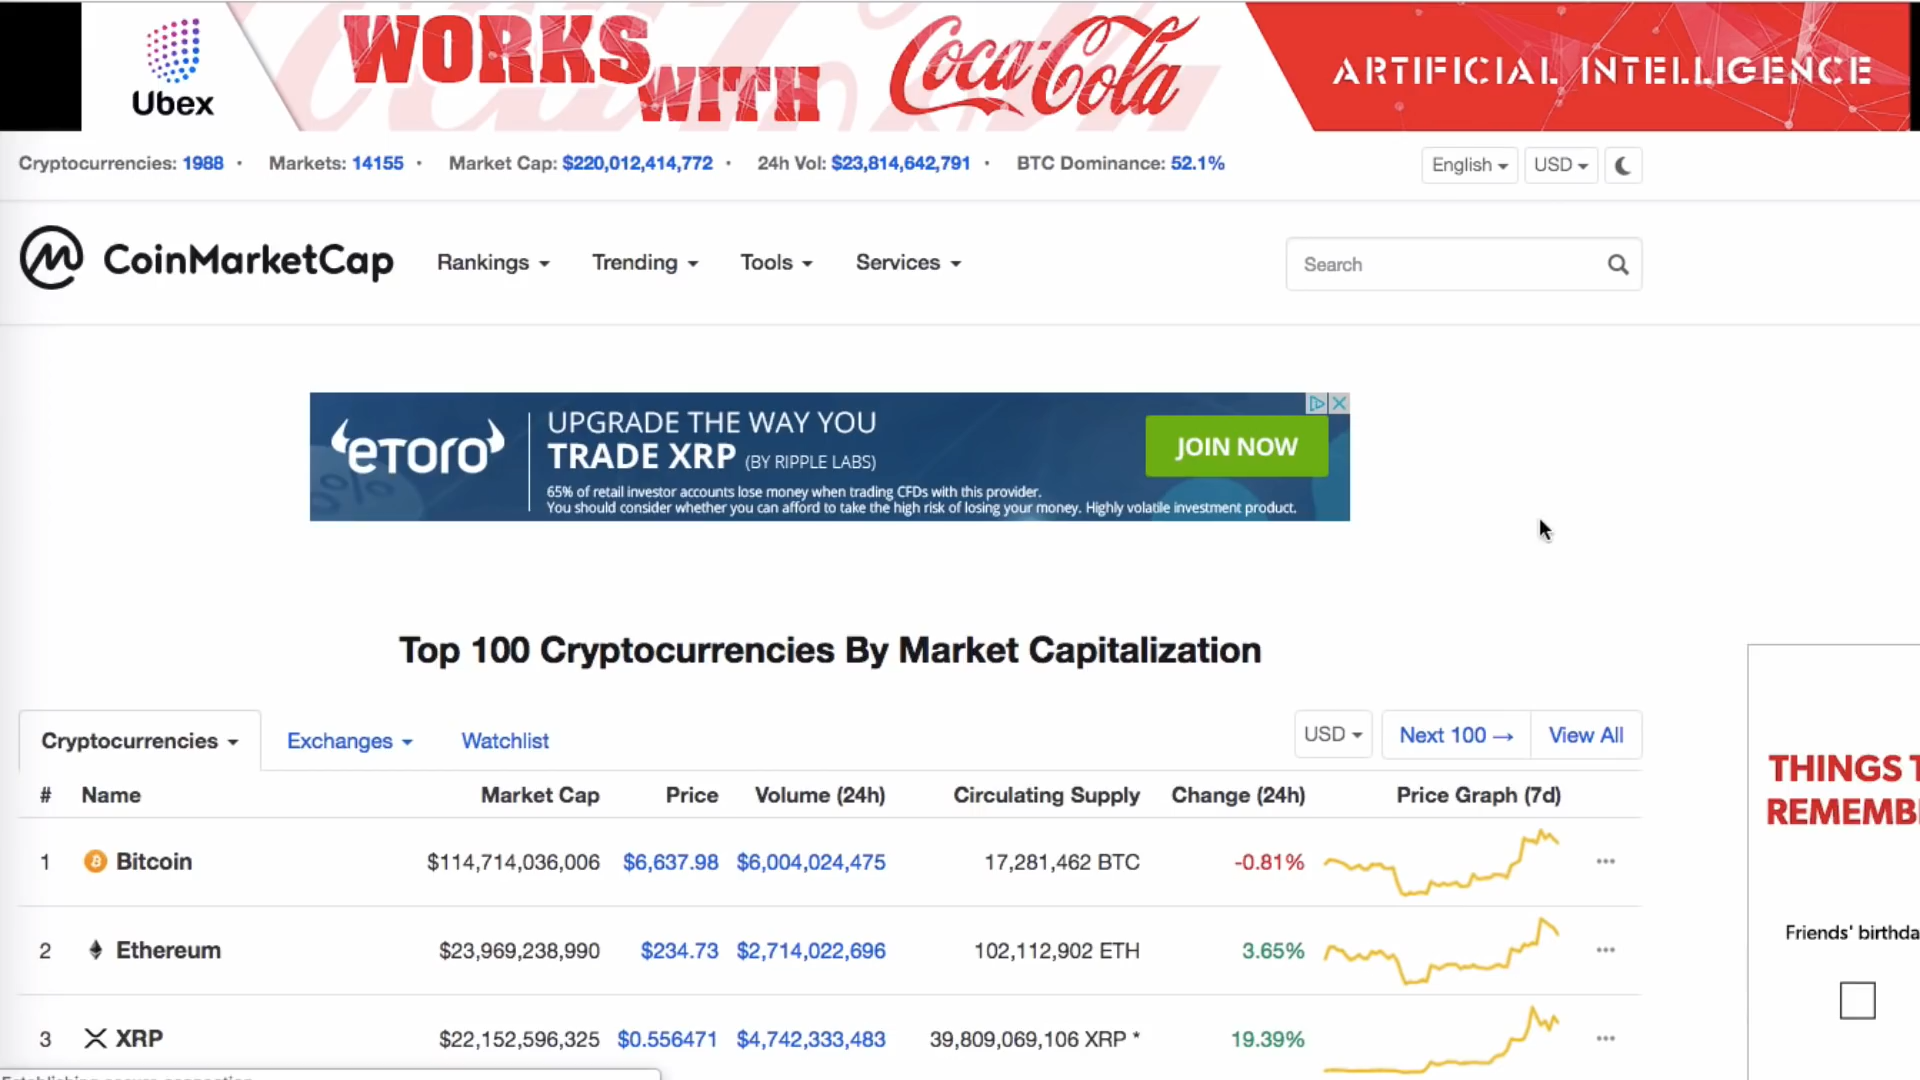 Ubex
WORKS WITH Coca-Cola ARTIFICIAL INTELLIGENCE
Cryptocurrencies: 1988 • Markets: 14155 • Market Cap: $220,012,414,772 • 24h Vol: $23,814,642,791 • BTC Dominance: 52.1% English USD
CoinMarketCap Rankings Trending Tools Services Search
eTORO UPGRADE THE WAY YOU
TRADE XRP (BY RIPPLE LABS) JOIN NOW
65% of retail investor accounts lose money when trading CFDs with this provider.
You should consider whether you can afford to take the high risk of losing your money. Highly volatile investment product.
Top 100 Cryptocurrencies By Market Capitalization
Cryptocurrencies Exchanges Watchlist USD Next 100 → View All
# Name Market Cap Price Volume (24h) Circulating Supply Change (24h) Price Graph (7d)
1 Bitcoin $114,714,036,006 $6,637.98 $6,004,024,475 17,281,462 BTC -0.81%
2 Ethereum $23,969,238,990 $234.73 $2,714,022,696 102,112,902 ETH 3.65%
3 XRP $22,152,596,325 $0.556471 $4,742,333,483 39,809,069,106 XRP * 19.39%
THINGS T
REMEMB
Friends' birthda